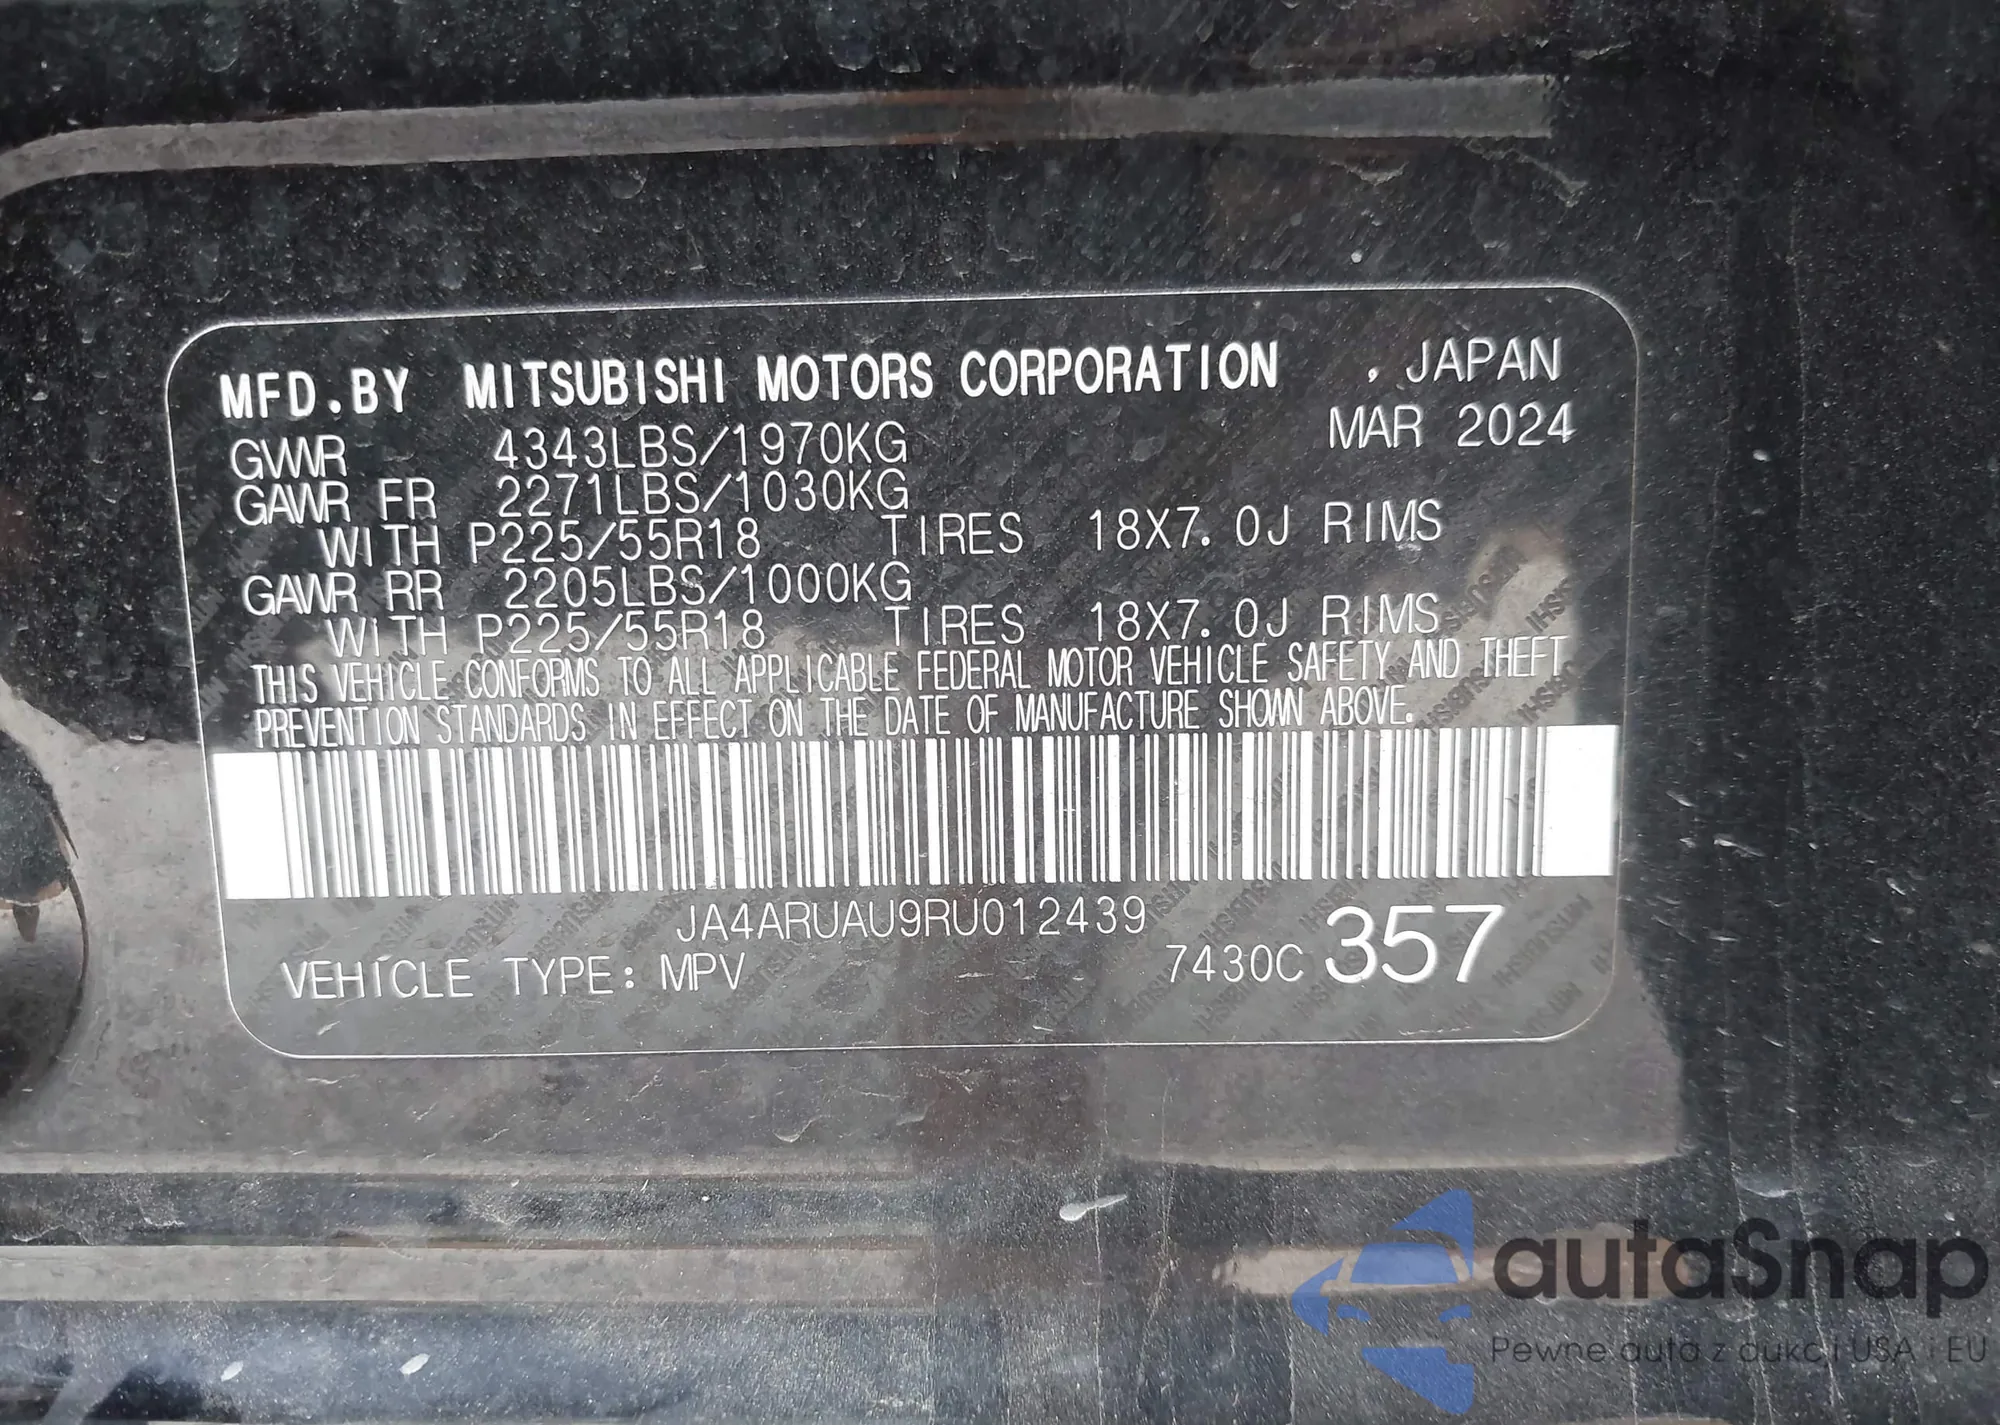 MFD.BY MITSUBISHI MOTORS CORPORATION , JAPAN
GVWR 4343LBS/1970KG MAR 2024
GAWR FR 2271LBS/1030KG
WITH P225/55R18 TIRES 18X7.0J RIMS
GAWR RR 2205LBS/1000KG
WITH P225/55R18 TIRES 18X7.0J RIMS
THIS VEHICLE CONFORMS TO ALL APPLICABLE FEDERAL MOTOR VEHICLE SAFETY AND THEFT
PREVENTION STANDARDS IN EFFECT ON THE DATE OF MANUFACTURE SHOWN ABOVE.
JA4ARUAU9RU012439
VEHICLE TYPE: MPV 7430C 357
autaSnap
Pewne auta z aukcji USA i EU